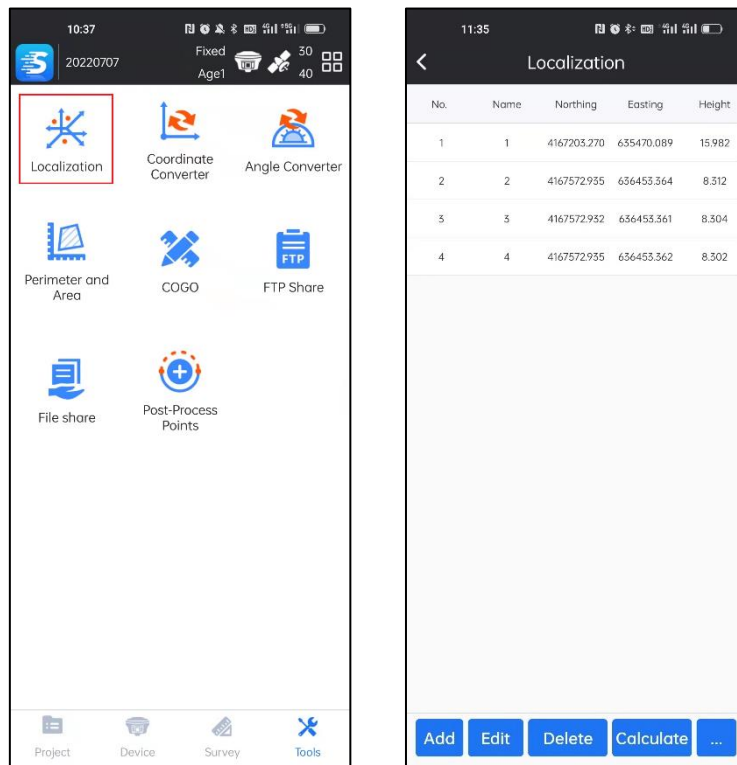 10:37
20220707
Fixed
Age1
30
40
Localization
Coordinate
Converter
Angle Converter
Perimeter and
Area
COGO
FTP
FTP Share
File share
Post-Process
Points
Project
Device
Survey
Tools
11:35
Localization
No. Name Northing Easting Height
1 1 4167203.270 635470.089 15.982
2 2 4167572.935 636453.364 8.312
3 3 4167572.932 636453.361 8.304
4 4 4167572.935 636453.362 8.302
Add Edit Delete Calculate ...